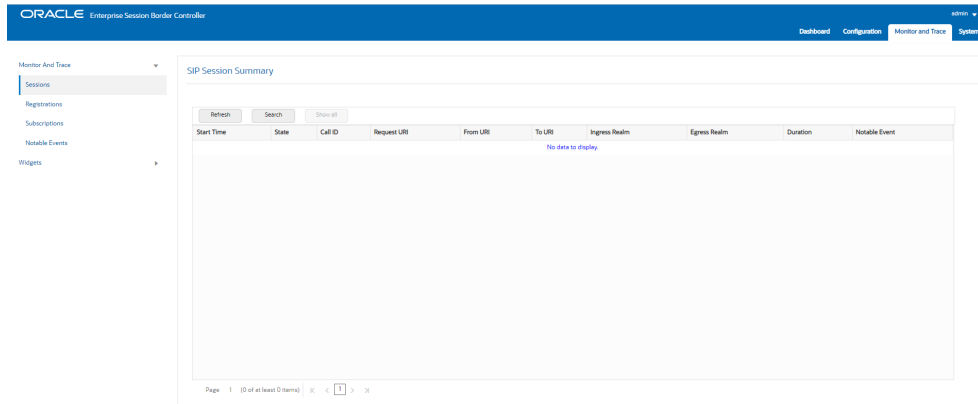 ORACLE Enterprise Session Border Controller
admin
Dashboard Configuration Monitor and Trace System
Monitor And Trace
Sessions
Registrations
Subscriptions
Notable Events
Widgets
SIP Session Summary
Refresh Search Show all
Start Time State Call ID Request URI From URI To URI Ingress Realm Egress Realm Duration Notable Event
No data to display.
Page 1 (0 of at least 0 items) 1